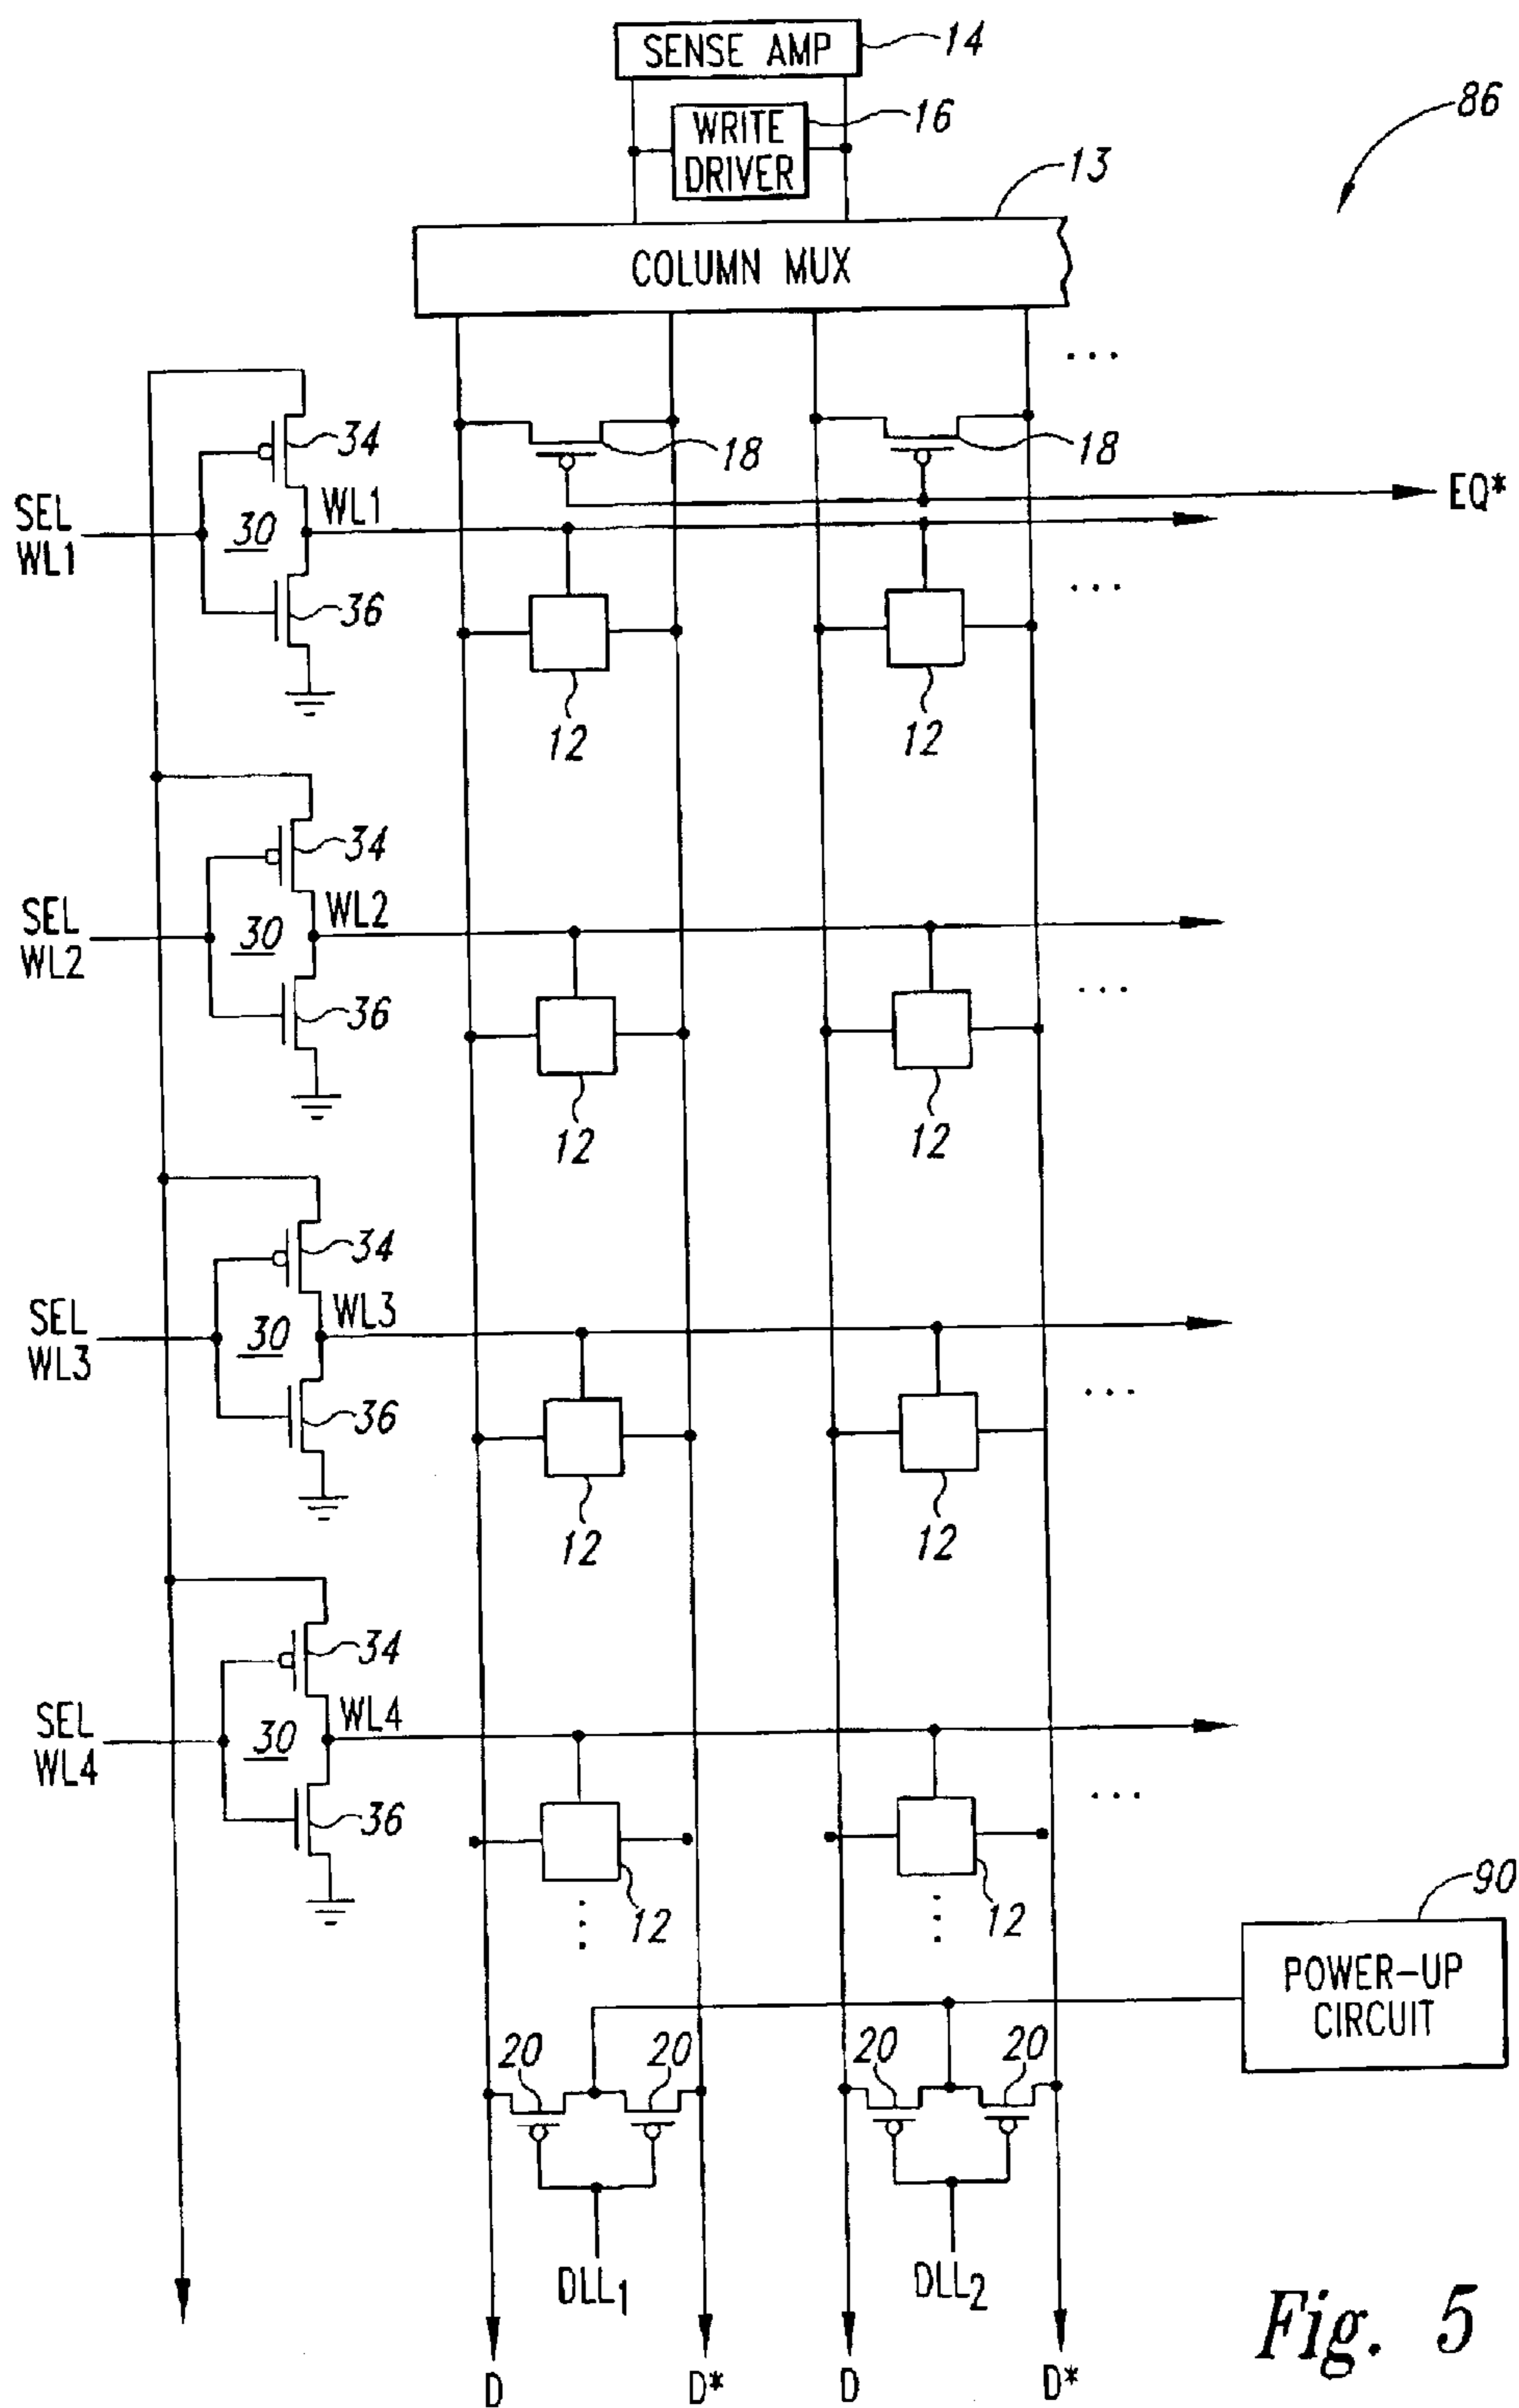 SENSE AMP
14
WRITE
DRIVER
16
86
13
COLUMN MUX
...
34
18
18
SEL
WL1
30
WL1
EQ*
36
...
12
12
34
SEL
WL2
30
WL2
36
...
12
12
34
SEL
WL3
30
WL3
36
...
12
12
34
SEL
WL4
30
WL4
36
...
12
12
90
POWER-UP
CIRCUIT
20
20
20
20
DLL1
DLL2
D
D*
D
D*
Fig. 5